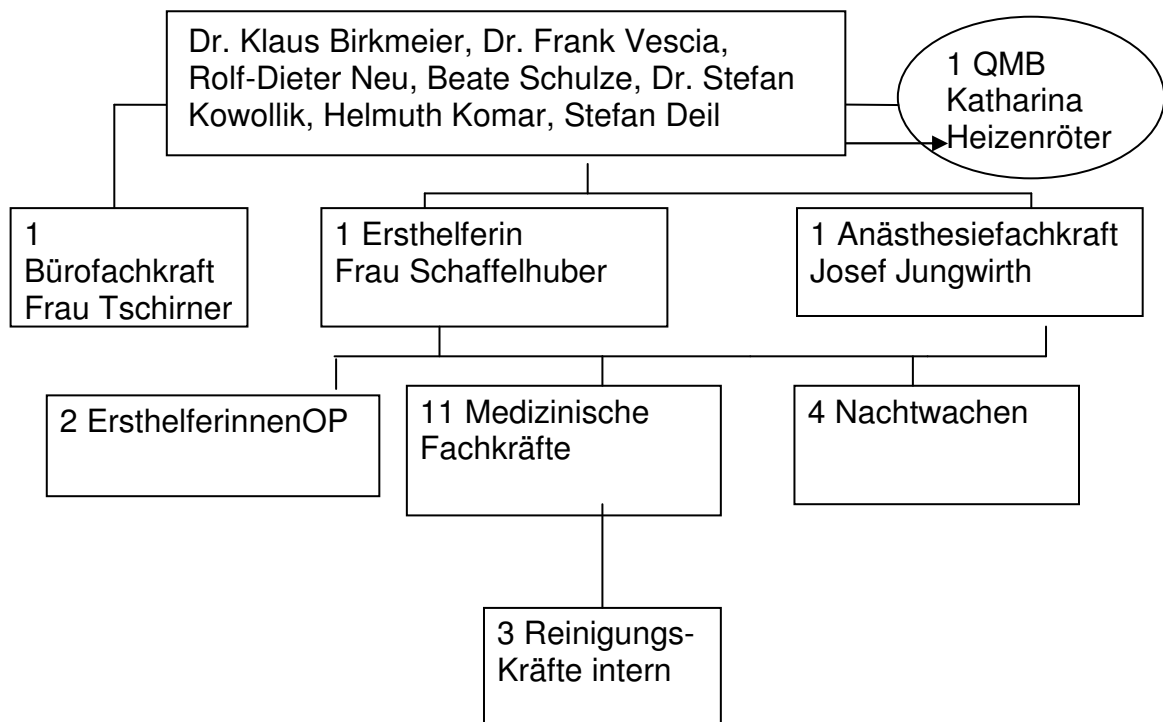 Dr. Klaus Birkmeier, Dr. Frank Vescia,
Rolf-Dieter Neu, Beate Schulze, Dr. Stefan
Kowollik, Helmuth Komar, Stefan Deil
1 QMB
Katharina
Heizenröter
1
Bürofachkraft
Frau Tschirner
1 Ersthelferin
Frau Schaffelhuber
1 Anästhesiefachkraft
Josef Jungwirth
2 ErsthelferinnenOP
11 Medizinische
Fachkräfte
4 Nachtwachen
3 Reinigungs-
Kräfte intern